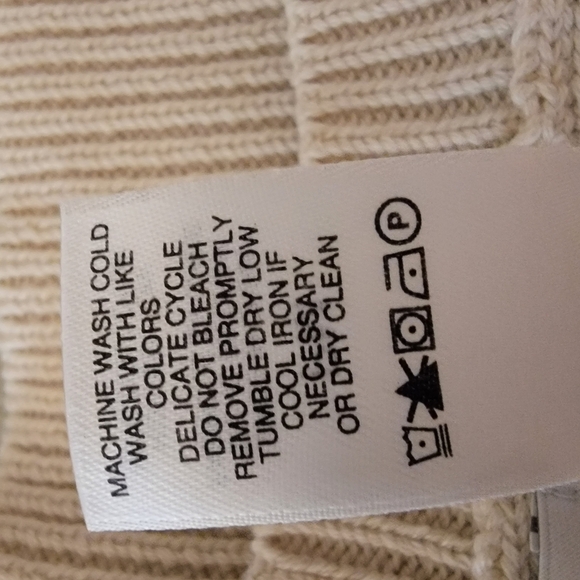 MACHINE WASH COLD
WASH WITH LIKE
COLORS
DELICATE CYCLE
DO NOT BLEACH
REMOVE PROMPTLY
TUMBLE DRY LOW
COOL IRON IF
NECESSARY
OR DRY CLEAN
P